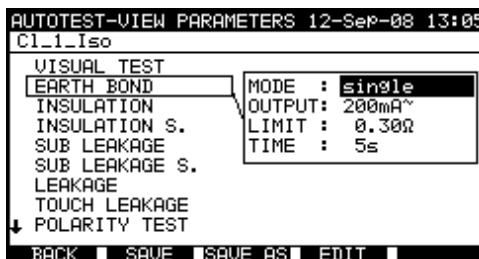 AUTOTEST-VIEW PARAMETERS 12-Sep-08 13:05
Cl_1_Iso
VISUAL TEST
EARTH BOND
INSULATION
INSULATION S.
SUB LEAKAGE
SUB LEAKAGE S.
LEAKAGE
TOUCH LEAKAGE
POLARITY TEST
MODE : single
OUTPUT: 200mA~
LIMIT : 0.30Ω
TIME : 5s
BACK SAVE SAVE AS EDIT